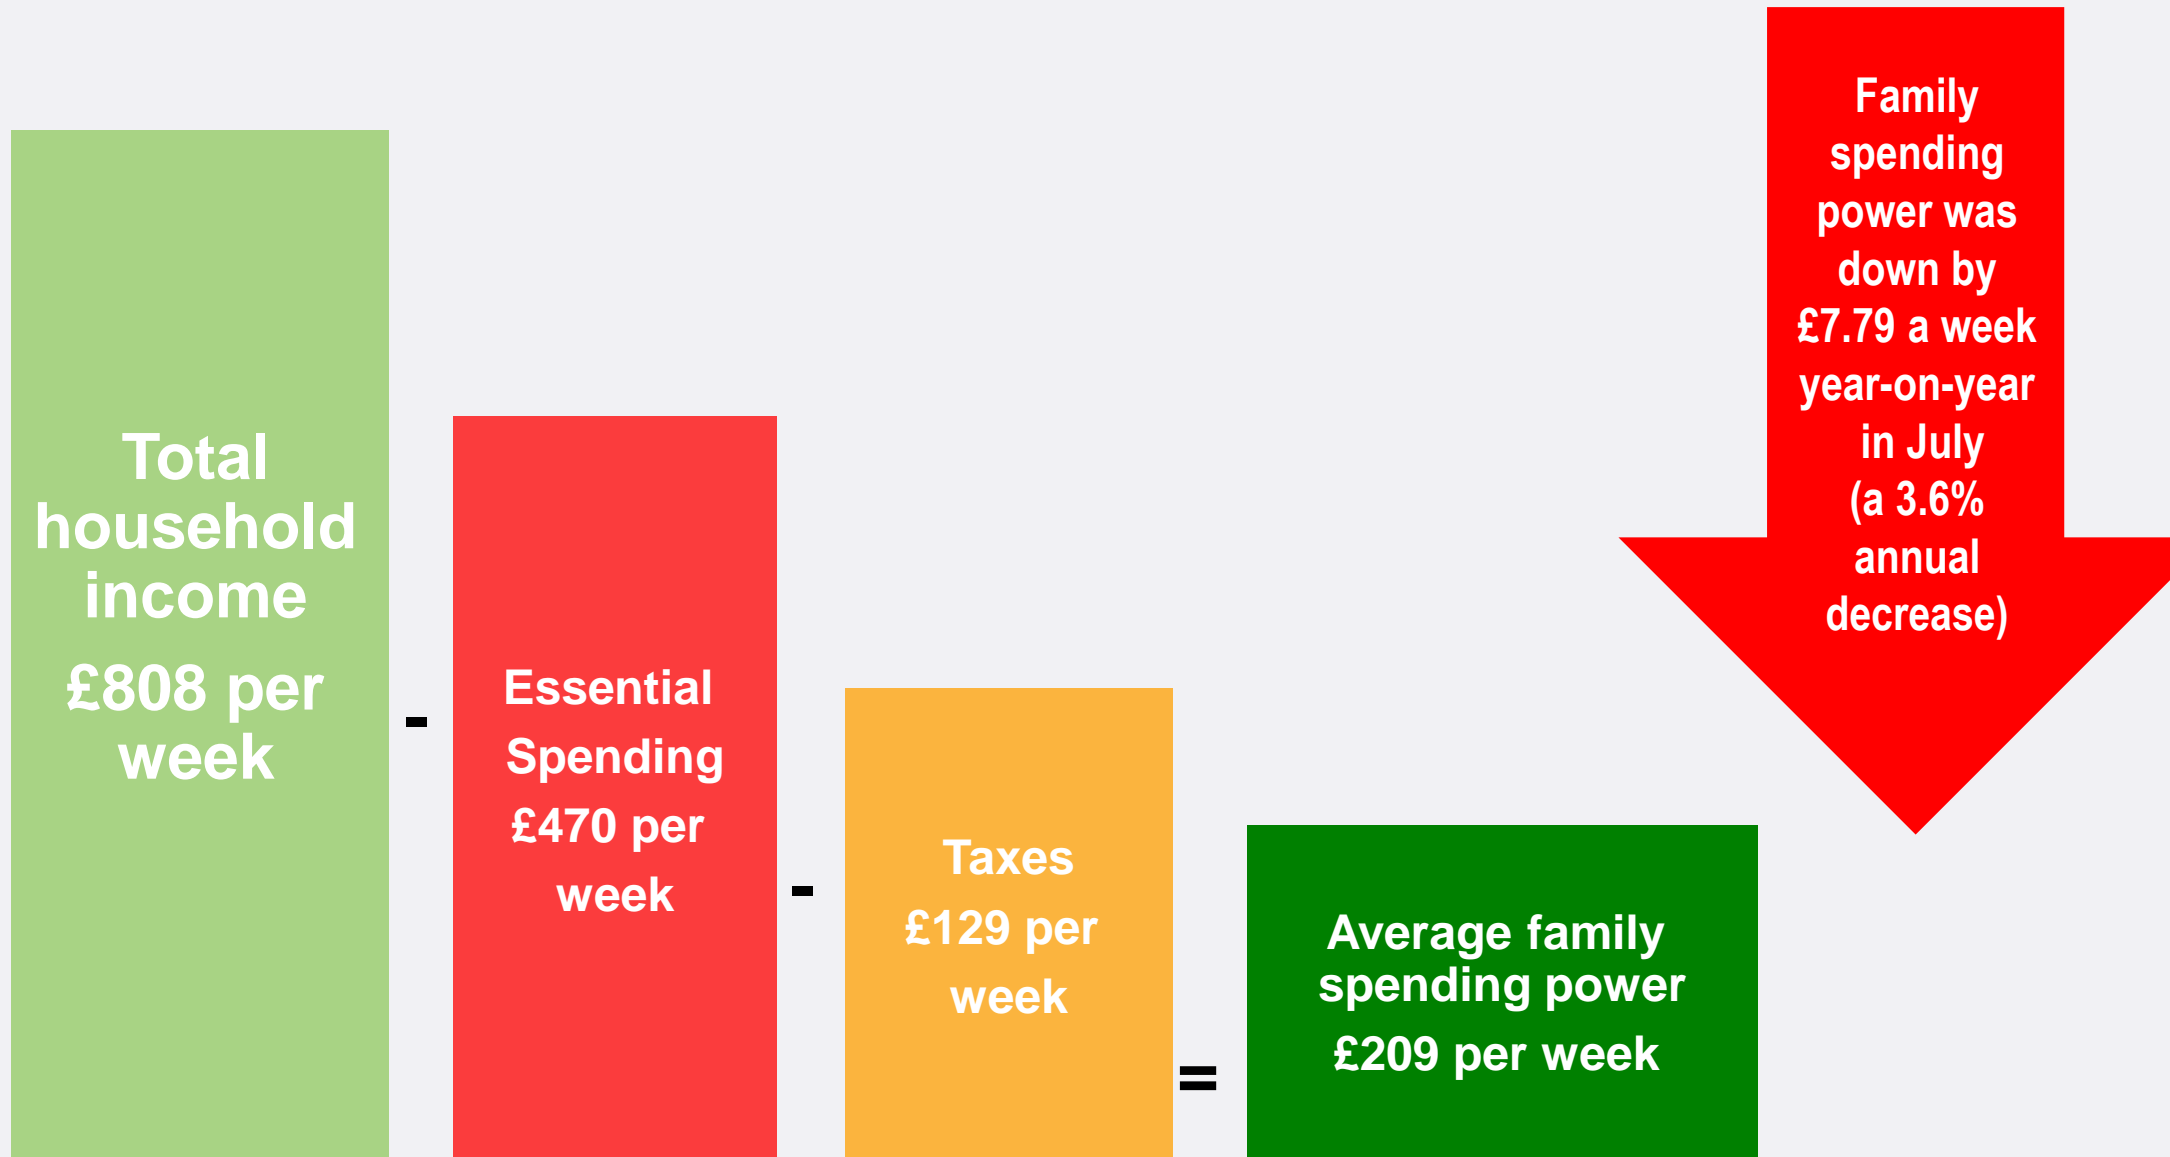 Total
household
income
£808 per
week
-
Essential
Spending
£470 per
week
-
Taxes
£129 per
week
=
Average family
spending power
£209 per week
Family
spending
power was
down by
£7.79 a week
year-on-year
in July
(a 3.6%
annual
decrease)